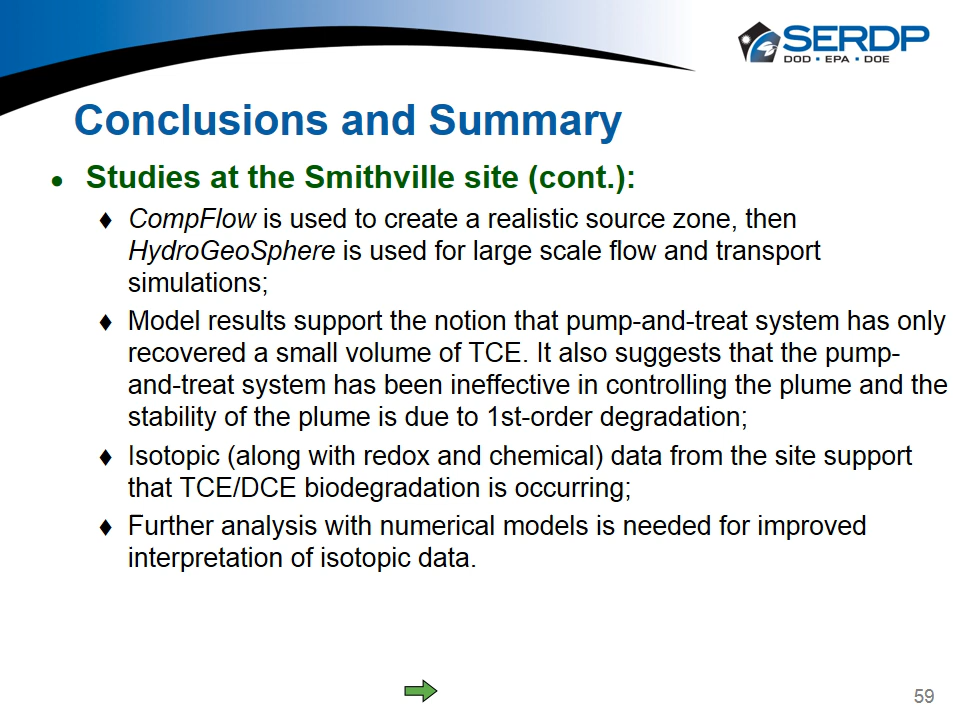 SERDP
DOD • EPA • DOE
Conclusions and Summary
• Studies at the Smithville site (cont.):
♦ CompFlow is used to create a realistic source zone, then
HydroGeoSphere is used for large scale flow and transport
simulations;
♦ Model results support the notion that pump-and-treat system has only
recovered a small volume of TCE. It also suggests that the pump-
and-treat system has been ineffective in controlling the plume and the
stability of the plume is due to 1st-order degradation;
♦ Isotopic (along with redox and chemical) data from the site support
that TCE/DCE biodegradation is occurring;
♦ Further analysis with numerical models is needed for improved
interpretation of isotopic data.
59